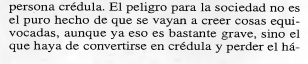 persona crédula. El peligro para la sociedad no es
el puro hecho de que se vayan a creer cosas equi-
vocadas, aunque ya eso es bastante grave, sino el
que haya de convertirse en crédula y perder el há-